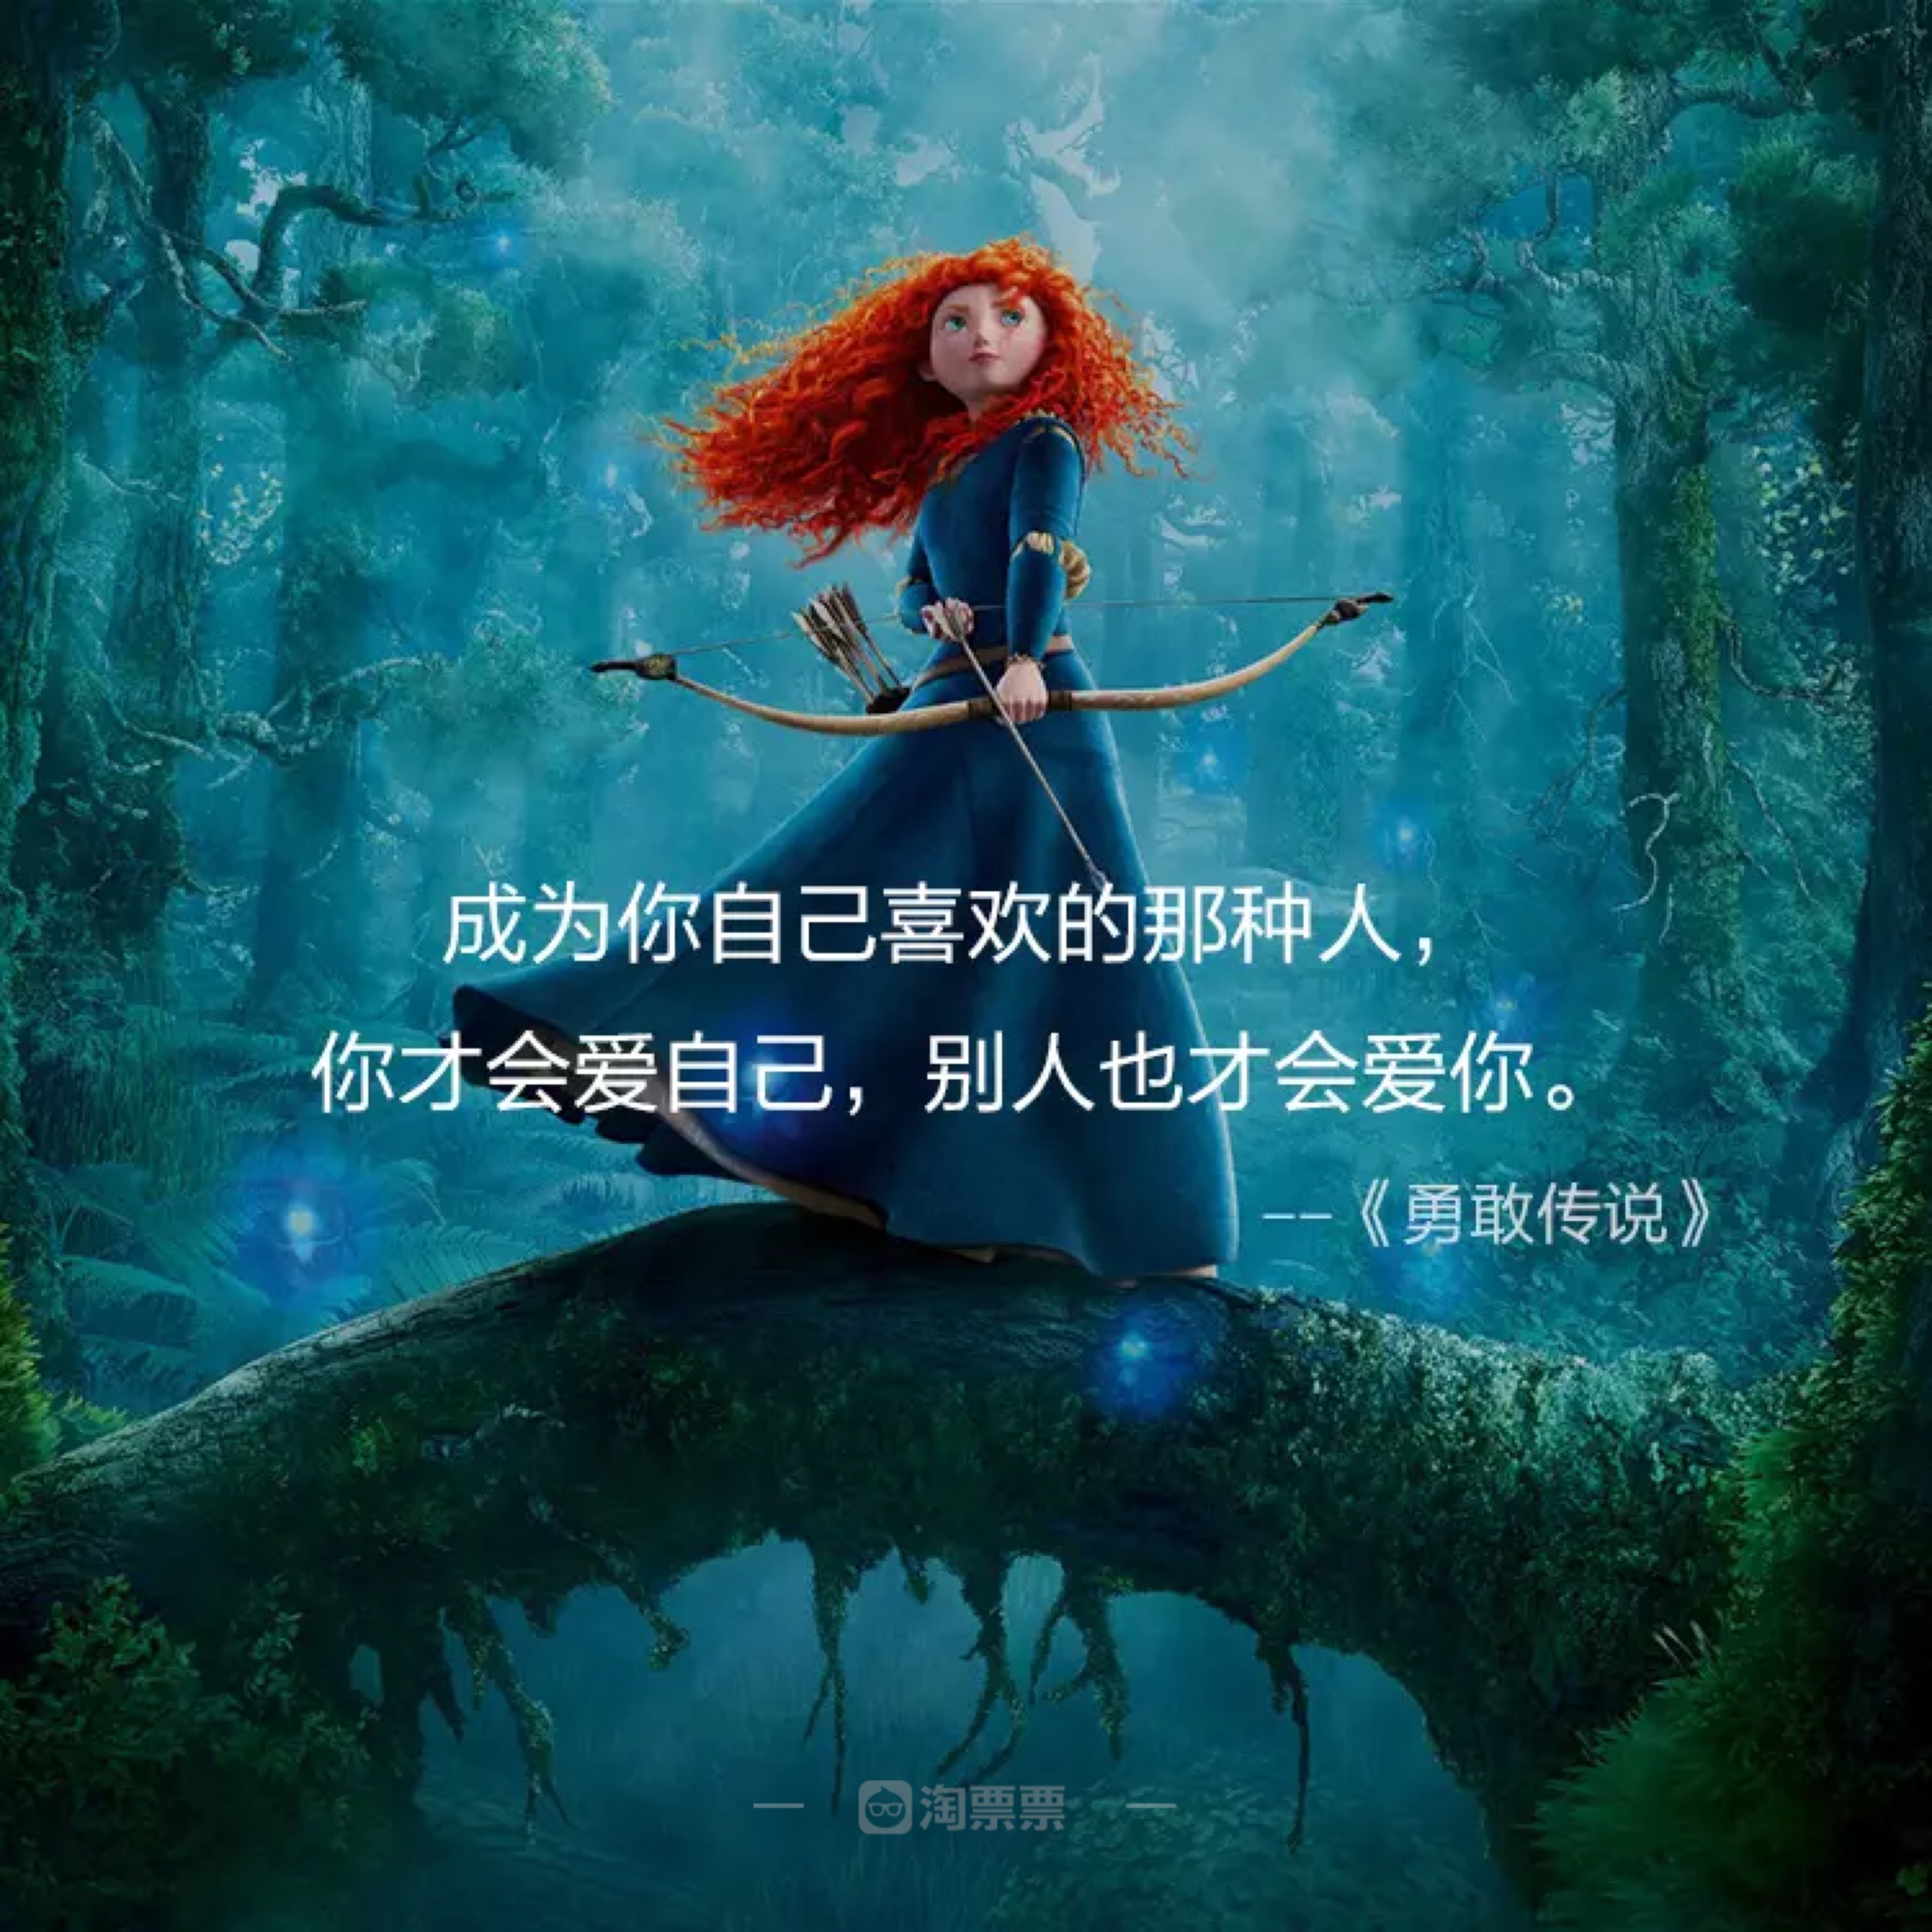 成为你自己喜欢的那种人，
你才会爱自己，别人也才会爱你。
--《勇敢传说》
淘票票